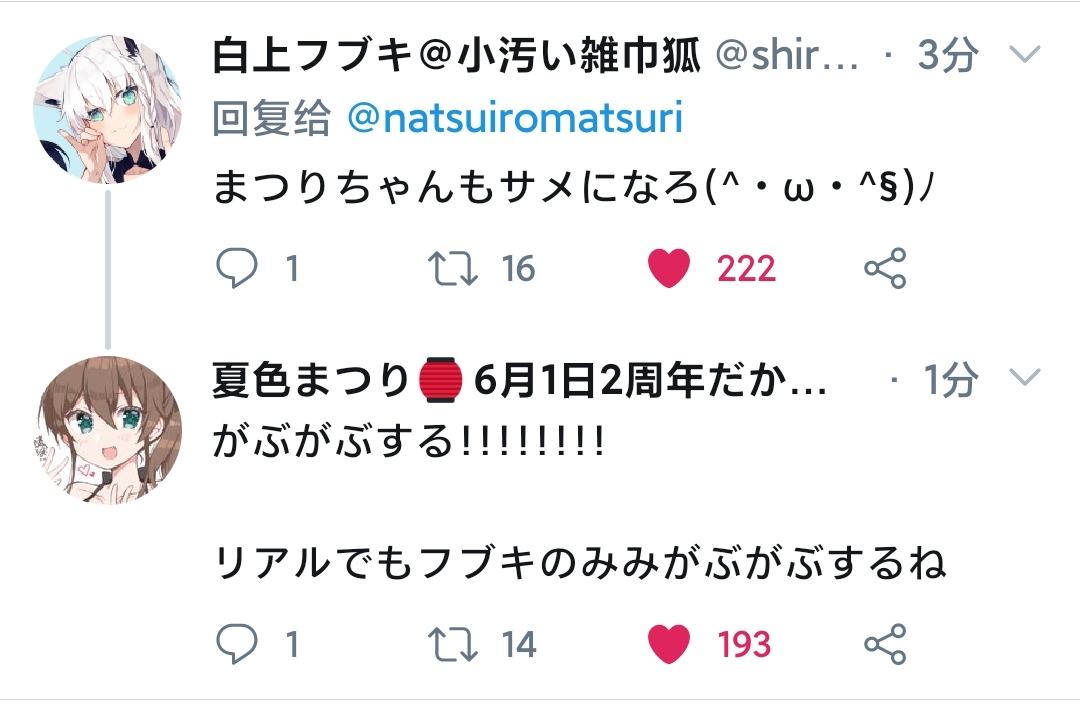 白上フブキ@小汚い雑巾狐 @shir... · 3分
回复给 @natsuiromatsuri
まつりちゃんもサメになろ(^・ω・^§)ﾉ
1 16 222
夏色まつり🏮6月1日2周年だか... · 1分
がぶがぶする!!!!!!!!
リアルでもフブキのみみがぶがぶするね
1 14 193